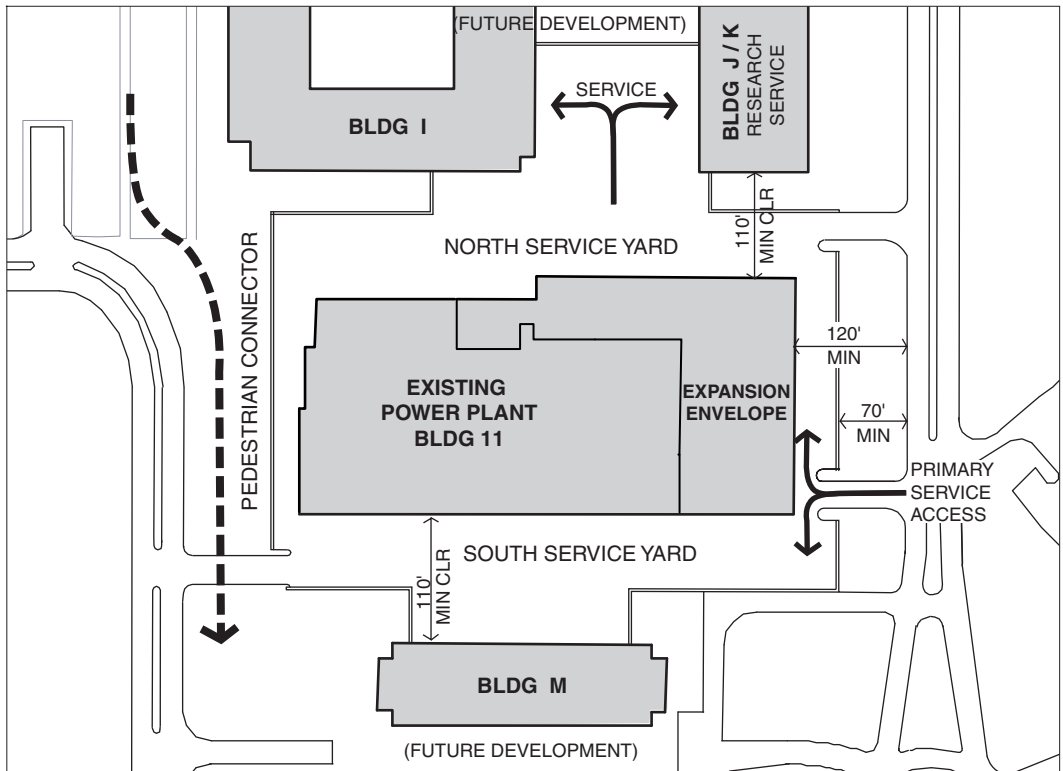 (FUTURE DEVELOPMENT)
BLDG J / K
RESEARCH
SERVICE
SERVICE
BLDG I
110'
MIN CLR
NORTH SERVICE YARD
PEDESTRIAN CONNECTOR
120'
MIN
EXISTING
POWER PLANT
BLDG 11
EXPANSION
ENVELOPE
70'
MIN
PRIMARY
SERVICE
ACCESS
SOUTH SERVICE YARD
110'
MIN CLR
BLDG M
(FUTURE DEVELOPMENT)